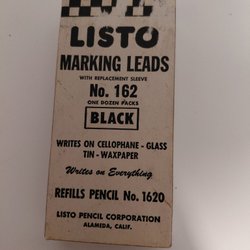 LISTO
MARKING LEADS
WITH REPLACEMENT SLEEVE
No. 162
ONE DOZEN PACKS
BLACK
WRITES ON CELLOPHANE - GLASS
TIN - WAXPAPER
Writes on Everything
REFILLS PENCIL No. 1620
LISTO PENCIL CORPORATION
ALAMEDA, CALIF.